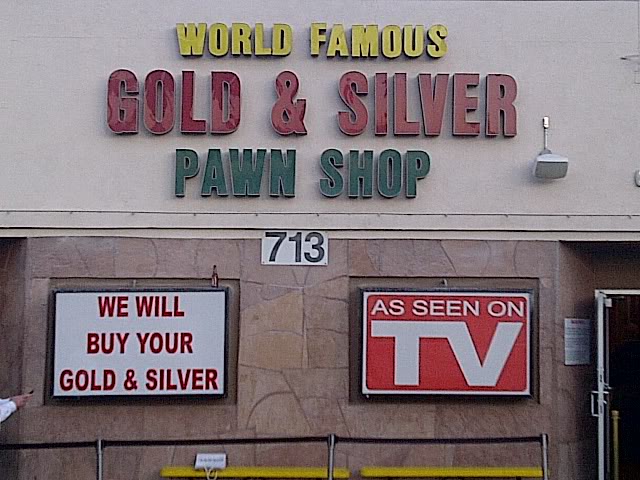 WORLD FAMOUS
GOLD & SILVER
PAWN SHOP
713
WE WILL
BUY YOUR
GOLD & SILVER
AS SEEN ON
TV